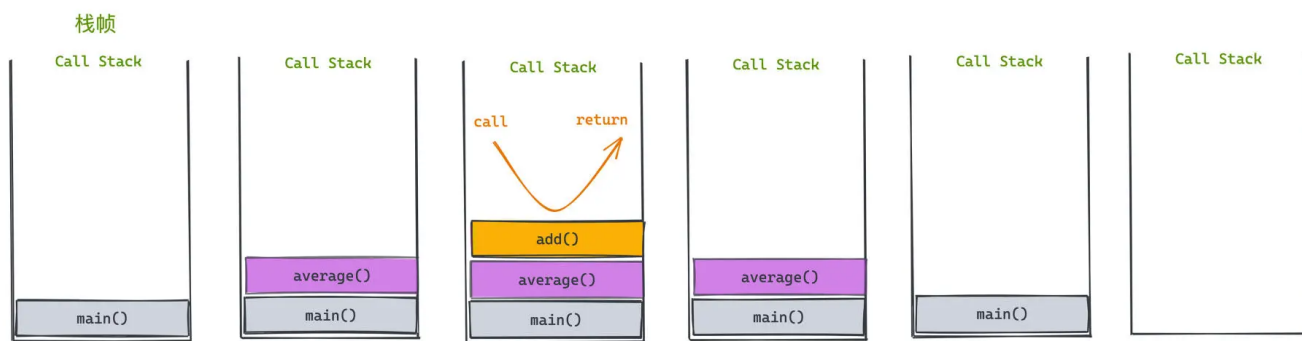 栈帧
Call Stack
main()
Call Stack
average()
main()
Call Stack
call
return
add()
average()
main()
Call Stack
average()
main()
Call Stack
main()
Call Stack